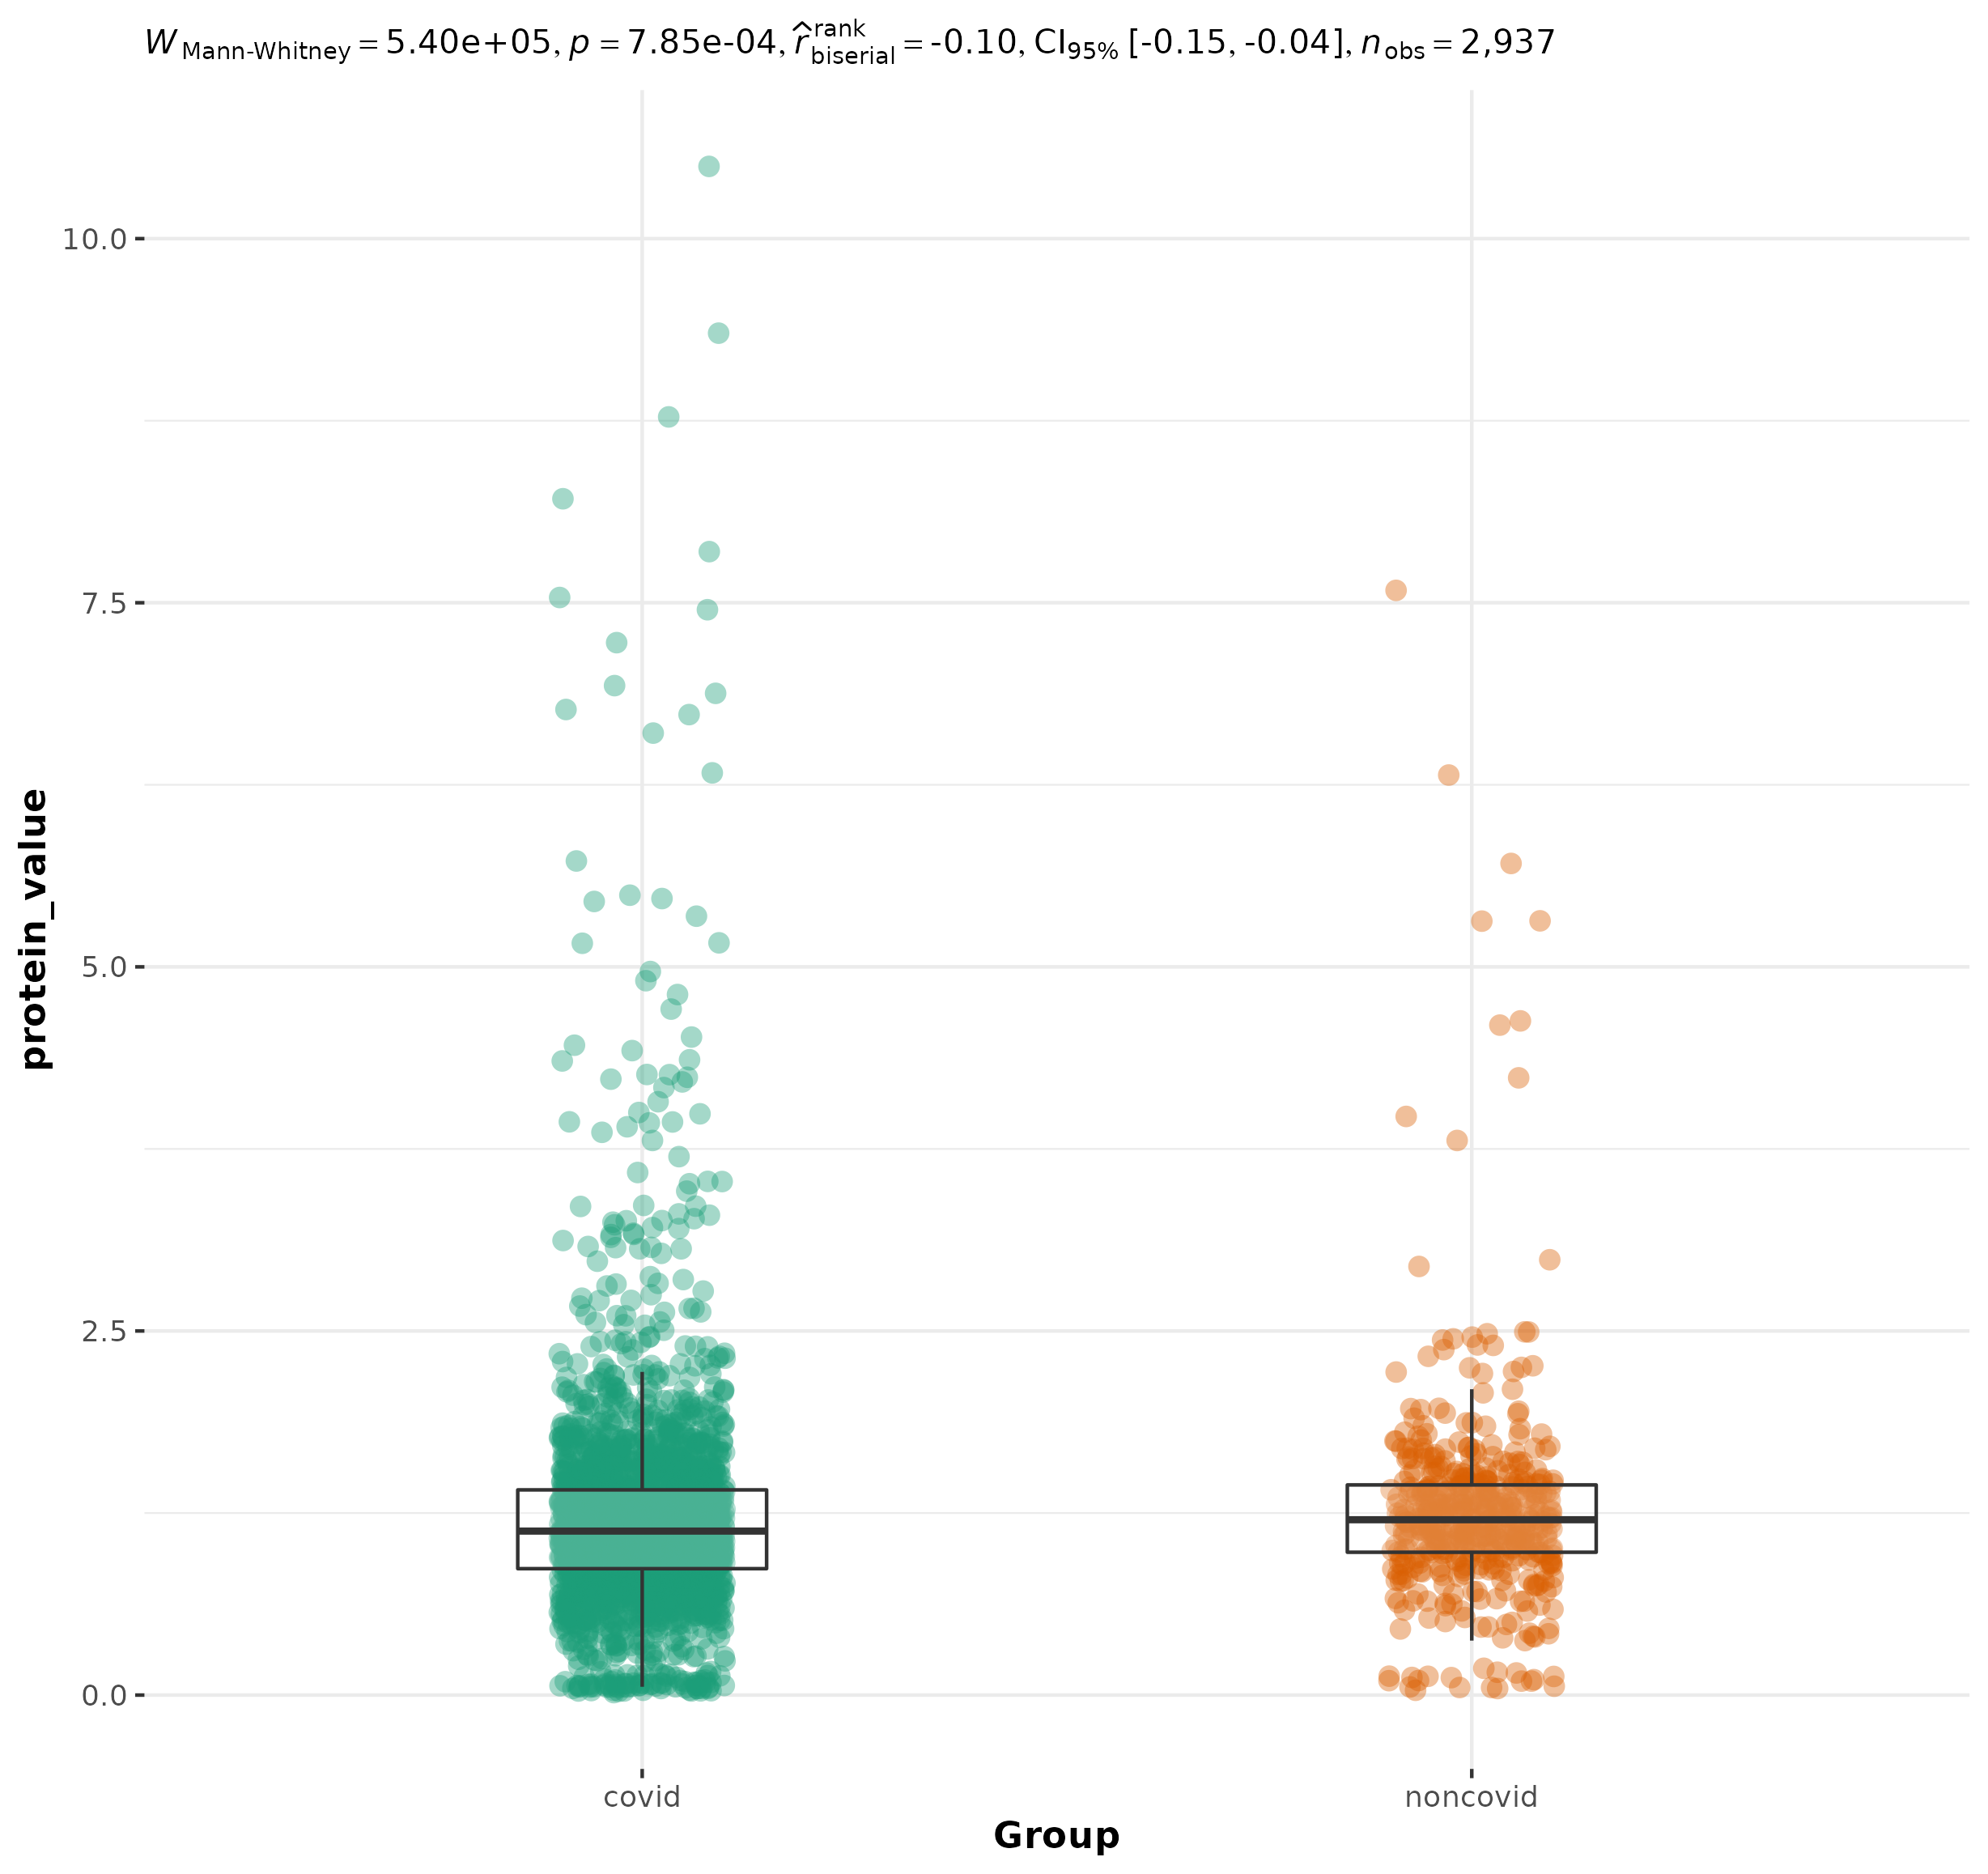 W Mann-Whitney = 5.40e+05, p = 7.85e-04, r̂ rank biserial = -0.10, CI95% [-0.15, -0.04], n obs = 2,937
10.0
7.5
5.0
2.5
0.0
protein_value
covid noncovid
Group